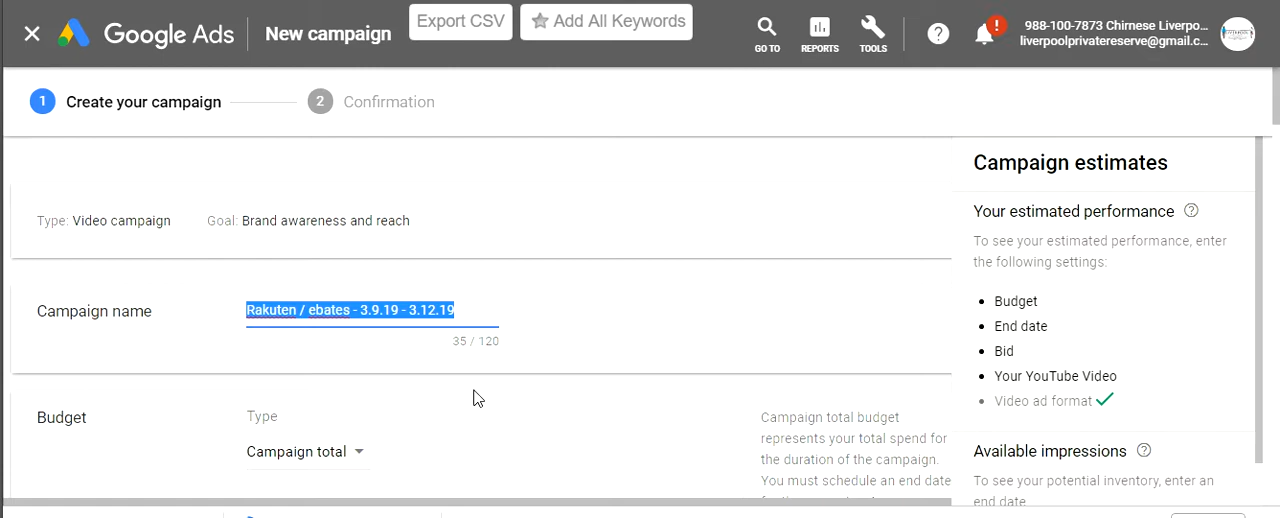 Export CSV
Add All Keywords
Google Ads
New campaign
GO TO
REPORTS
TOOLS
988-100-7873 Chirnese Liverpo...
liverpoolprivatereserve@gmail.c...
1 Create your campaign
2 Confirmation
Type: Video campaign
Goal: Brand awareness and reach
Campaign name
Rakuten / ebates - 3.9.19 - 3.12.19
35 / 120
Budget
Type
Campaign total
Campaign total budget
represents your total spend for
the duration of the campaign.
You must schedule an end date
Campaign estimates
Your estimated performance
To see your estimated performance, enter
the following settings:
Budget
End date
Bid
Your YouTube Video
Video ad format
Available impressions
To see your potential inventory, enter an
end date.